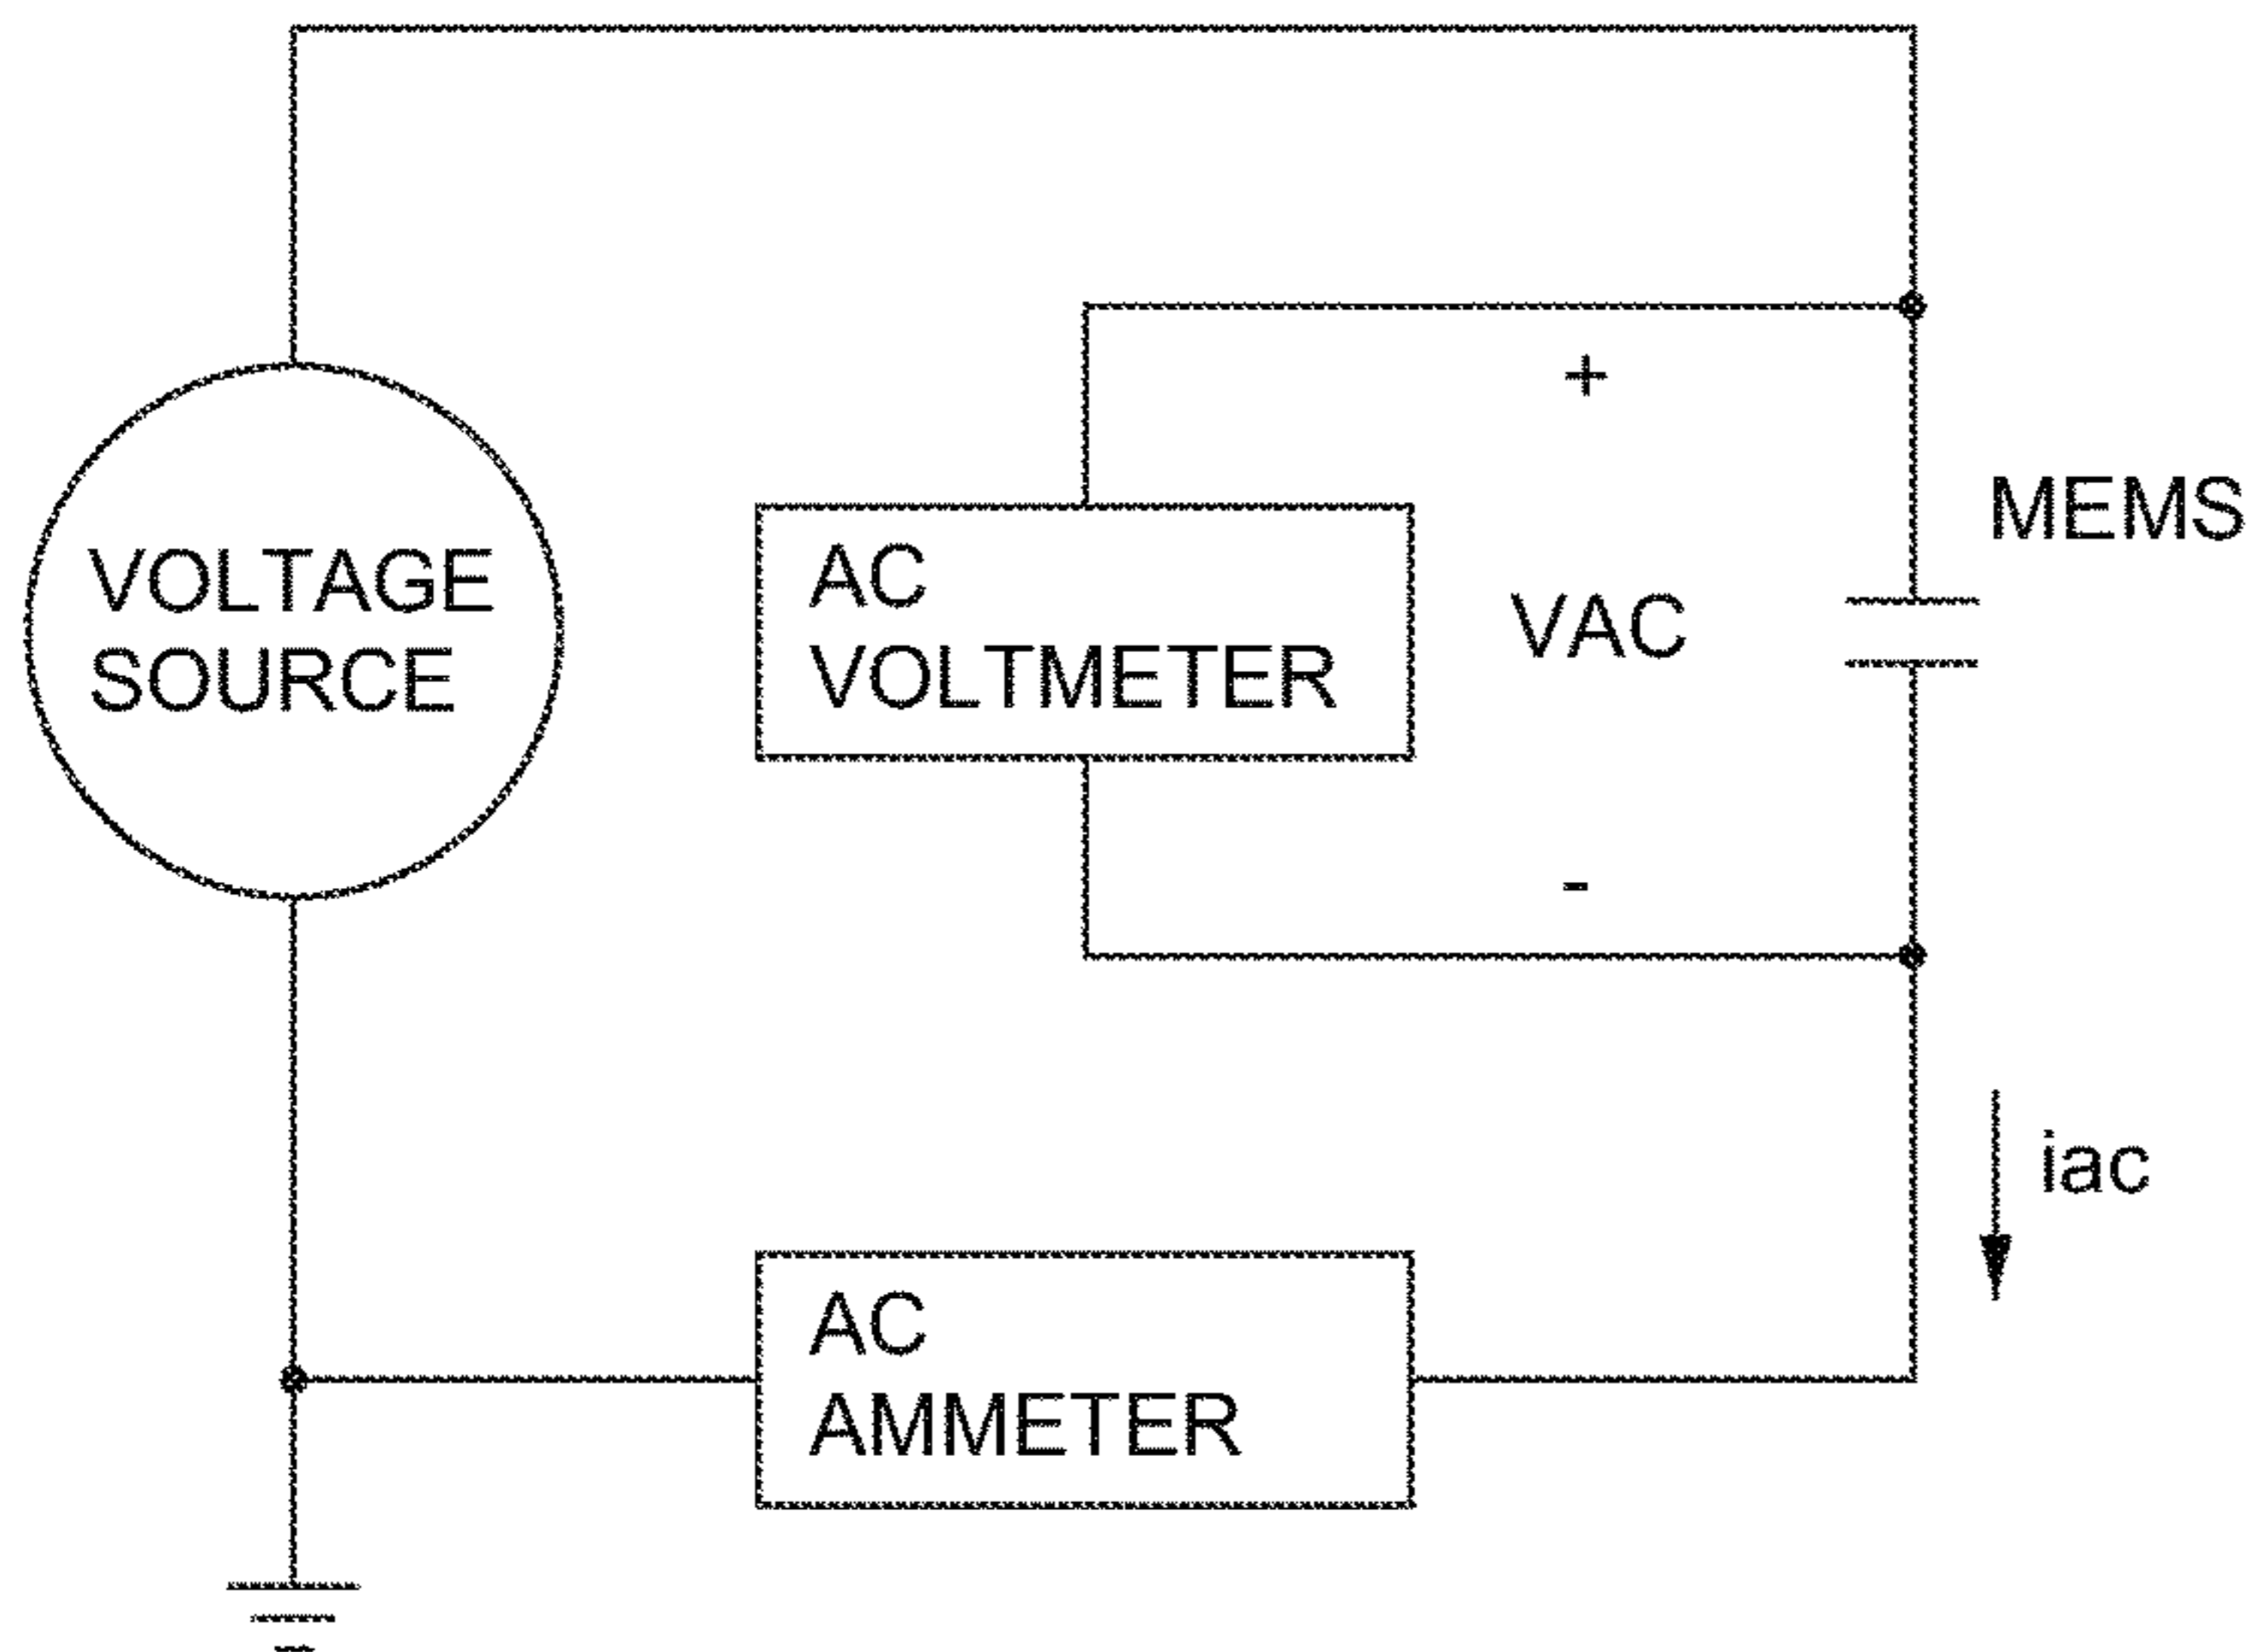 +
MEMS
VOLTAGE
SOURCE
AC
VOLTMETER
VAC
-
iac
AC
AMMETER